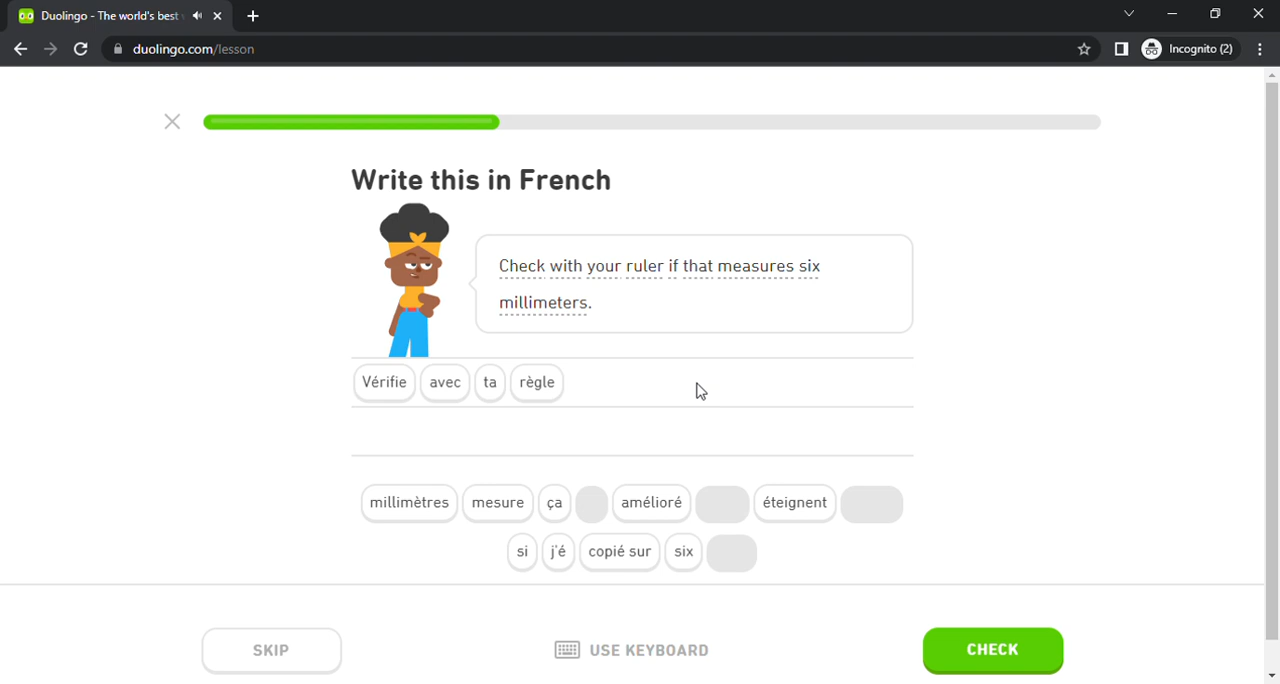 Duolingo - The world's best
duolingo.com/lesson
Incognito (2)
Write this in French
Check with your ruler if that measures six
millimeters.
Vérifie avec ta règle
millimètres mesure ça amélioré éteignent
si j'é copié sur six
SKIP USE KEYBOARD CHECK